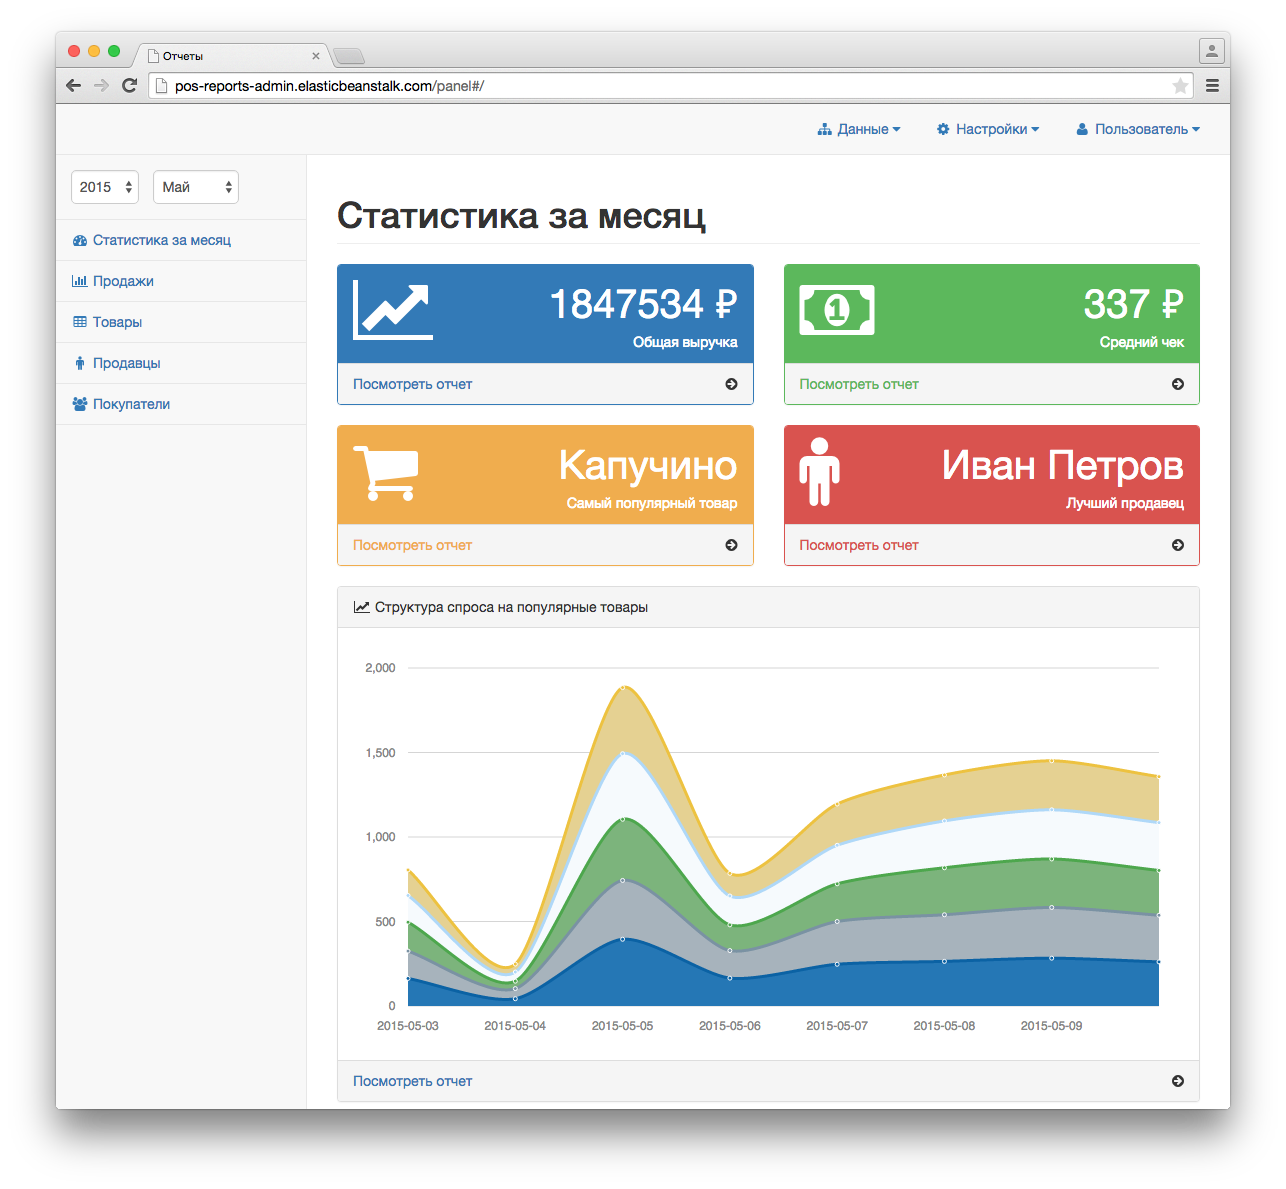 Отчеты
pos-reports-admin.elasticbeanstalk.com/panel#/
Данные
Настройки
Пользователь
2015
Май
Статистика за месяц
Продажи
Товары
Продавцы
Покупатели
Статистика за месяц
1847534 ₽
Общая выручка
Посмотреть отчет
1
337 ₽
Средний чек
Посмотреть отчет
Капучино
Самый популярный товар
Посмотреть отчет
Иван Петров
Лучший продавец
Посмотреть отчет
Структура спроса на популярные товары
2,000
1,500
1,000
500
0
2015-05-03 2015-05-04 2015-05-05 2015-05-06 2015-05-07 2015-05-08 2015-05-09
Посмотреть отчет